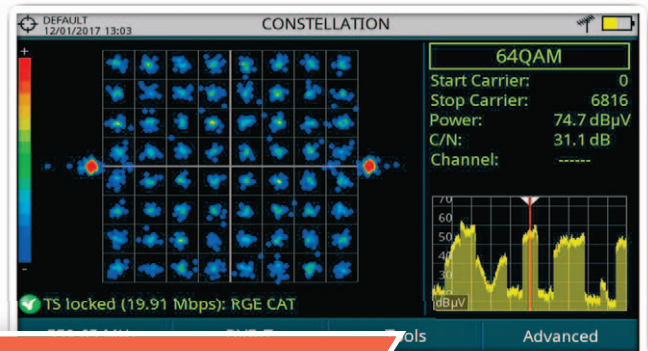 DEFAULT
12/01/2017 13:03
CONSTELLATION
+
64QAM
Start Carrier: 0
Stop Carrier: 6816
Power: 74.7 dBµV
C/N: 31.1 dB
Channel: ------
70
60
50
40
30
dBµV
-
TS locked (19.91 Mbps): RGE CAT
Advanced